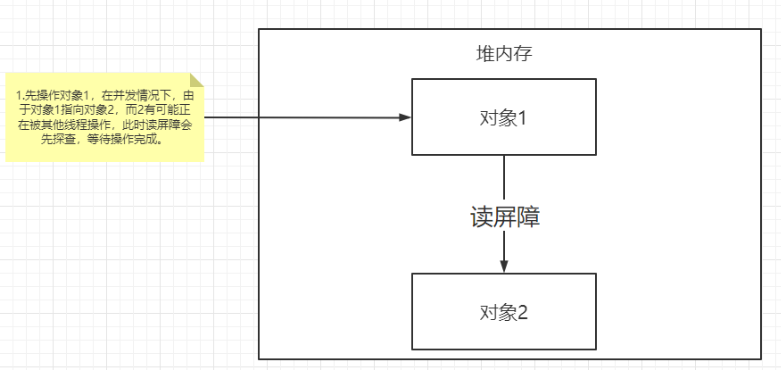 堆内存
1.先操作对象1，在并发情况下，由
于对象1指向对象2，而2有可能正
在被其他线程操作，此时读屏障会
先探查，等待操作完成。
对象1
读屏障
对象2